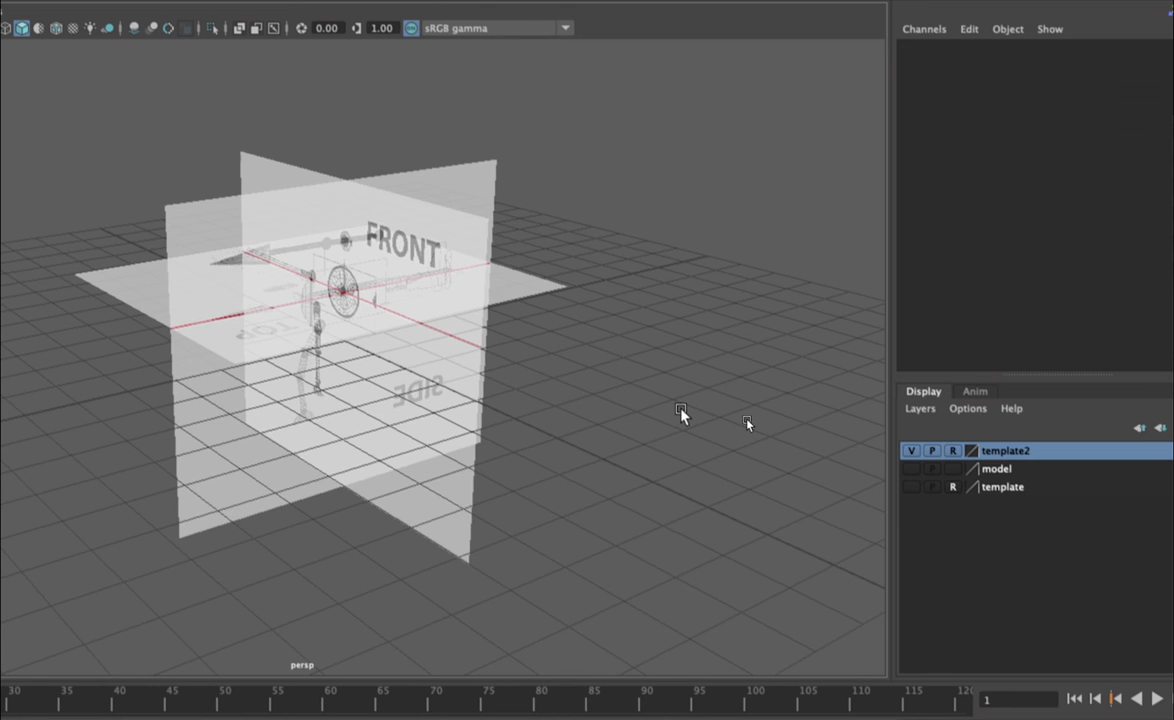 0.00 1.00 sRGB gamma
Channels Edit Object Show
FRONT
TOP
SIDE
persp
Display Anim
Layers Options Help
V P R template2
P model
P R template
30 35 40 45 50 55 60 65 70 75 80 85 90 95 100 105 110 115 120
1